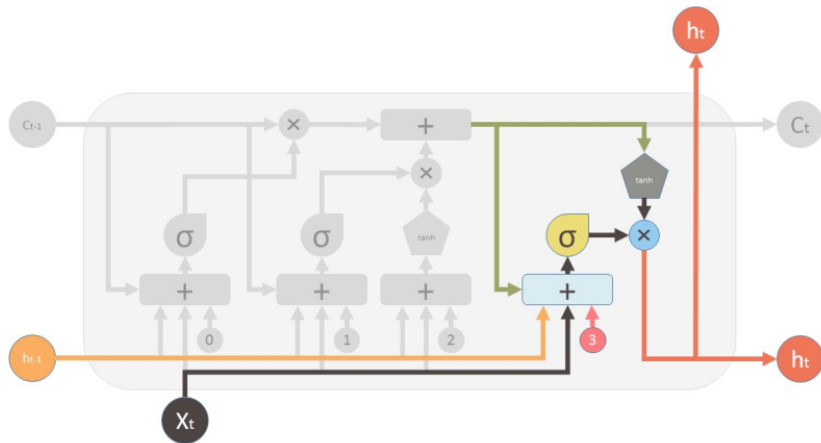 ht
Ct-1
×
+
Ct
×
tanh
σ
σ
tanh
σ
×
+
+
+
+
0
1
2
3
ht-1
ht
Xt